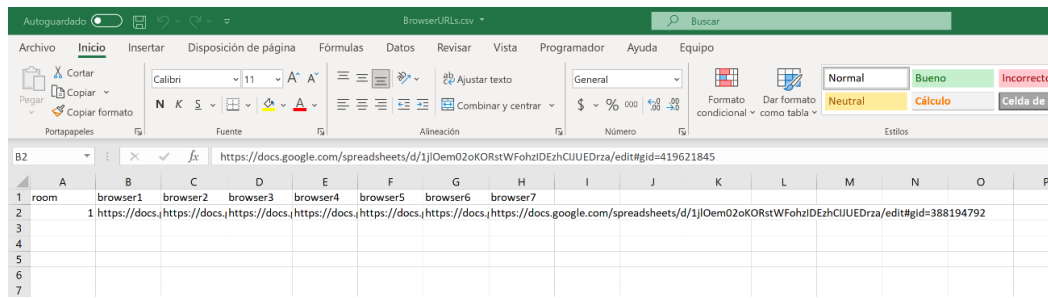 Autoguardado BrowserURLs.csv Buscar
Archivo Inicio Insertar Disposición de página Fórmulas Datos Revisar Vista Programador Ayuda Equipo
Pegar
Cortar
Copiar
Copiar formato
Portapapeles
Calibri 11 A A
N K S A
Fuente
ab Ajustar texto
Combinar y centrar
Alineación
General
$ % 000
Número
Formato condicional
Dar formato como tabla
Normal Bueno Incorrecto
Neutral Cálculo Celda de
Estilos
B2 fx https://docs.google.com/spreadsheets/d/1jlOem02oKORstWFohzIDEzhCIJUEDrza/edit#gid=419621845
A B C D E F G H I J K L M N O P
1 room browser1 browser2 browser3 browser4 browser5 browser6 browser7
2 1 https://docs. https://docs. https://docs. https://docs. https://docs. https://docs. https://docs.google.com/spreadsheets/d/1jlOem02oKORstWFohzIDEzhCIJUEDrza/edit#gid=388194792
3
4
5
6
7